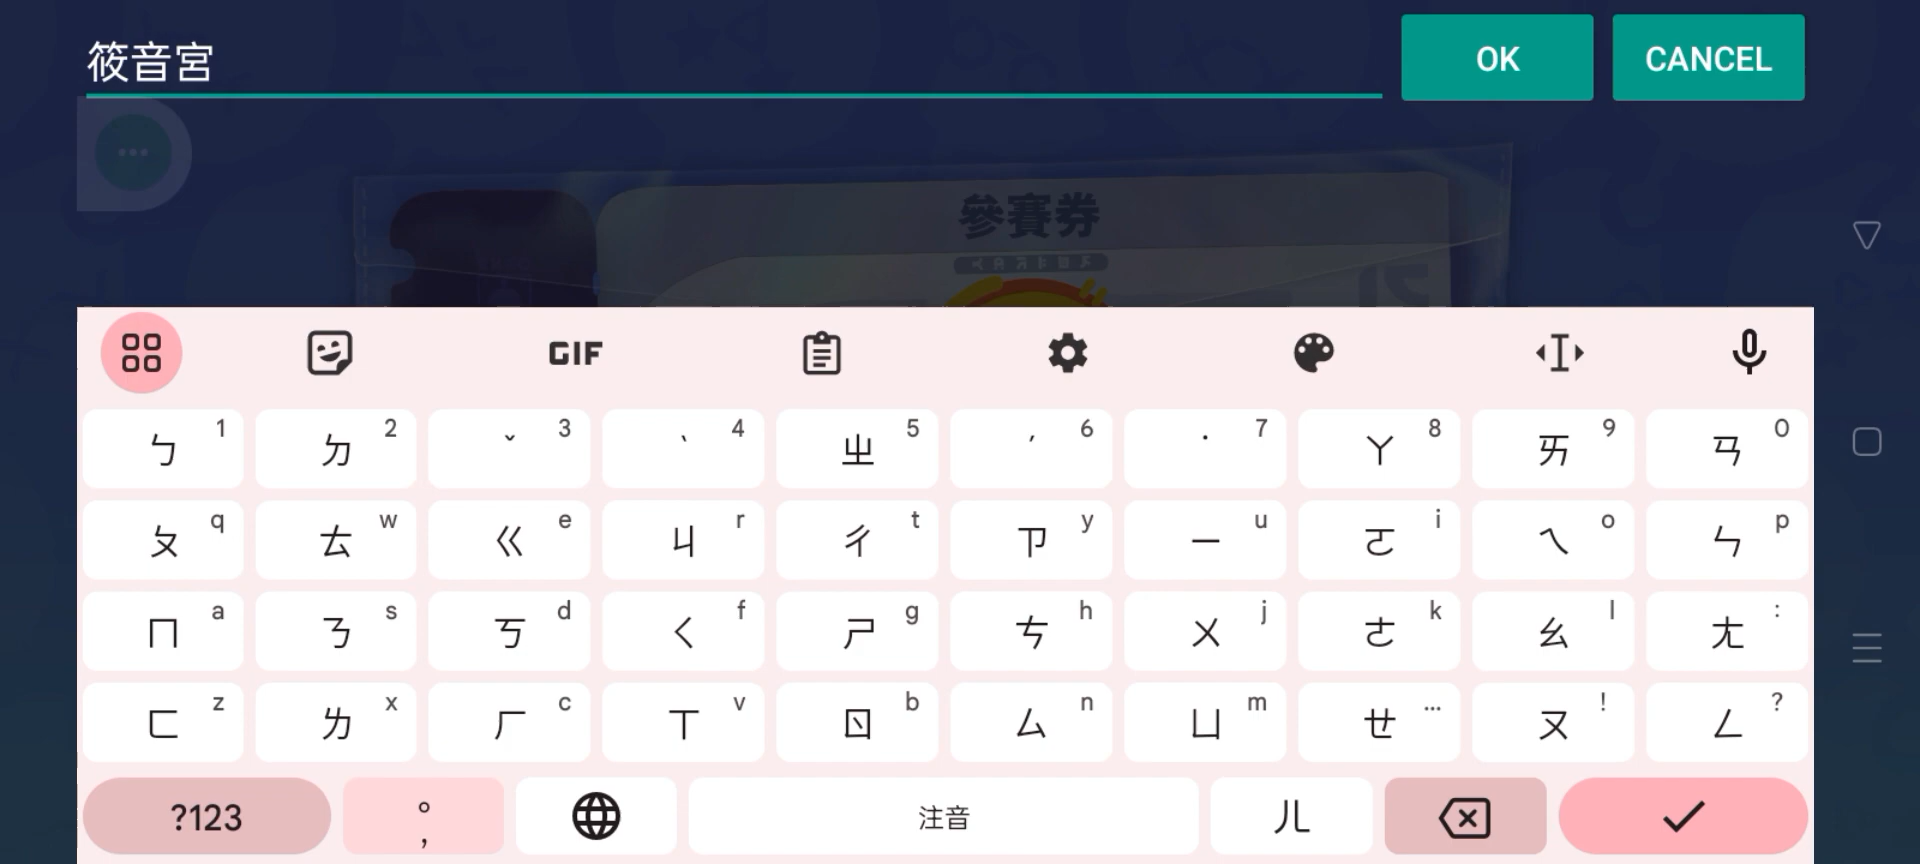 筱音宮
OK
CANCEL
參賽券
GIF
ㄅ 1 ㄉ 2 ˇ 3 ˋ 4 ㄓ 5 ˊ 6 ˙ 7 ㄚ 8 ㄞ 9 ㄢ 0
ㄆ q ㄊ w ㄍ e ㄐ r ㄔ t ㄗ y ㄧ u ㄛ i ㄟ o ㄣ p
ㄇ a ㄋ s ㄎ d ㄑ f ㄕ g ㄘ h ㄨ j ㄜ k ㄠ l ㄤ :
ㄈ z ㄌ x ㄏ c ㄒ v ㄖ b ㄙ n ㄩ m ㄝ … ㄡ ! ㄥ ?
?123 ° , 注音 ㄦ